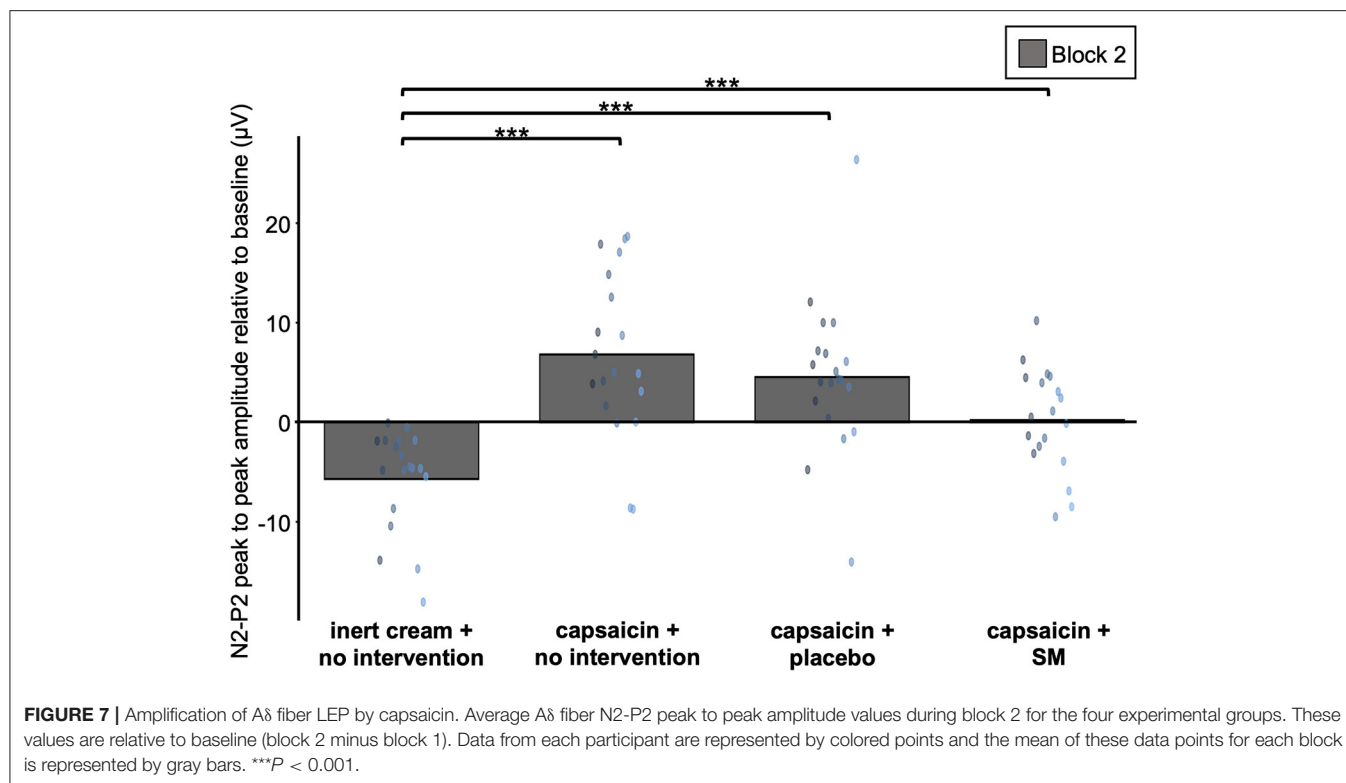 Block 2
***
***
***
N2-P2 peak to peak amplitude relative to baseline (µV)
20
10
0
-10
inert cream +
no intervention
capsaicin +
no intervention
capsaicin +
placebo
capsaicin +
SM
FIGURE 7 | Amplification of Aδ fiber LEP by capsaicin. Average Aδ fiber N2-P2 peak to peak amplitude values during block 2 for the four experimental groups. These
values are relative to baseline (block 2 minus block 1). Data from each participant are represented by colored points and the mean of these data points for each block
is represented by gray bars. ***P < 0.001.